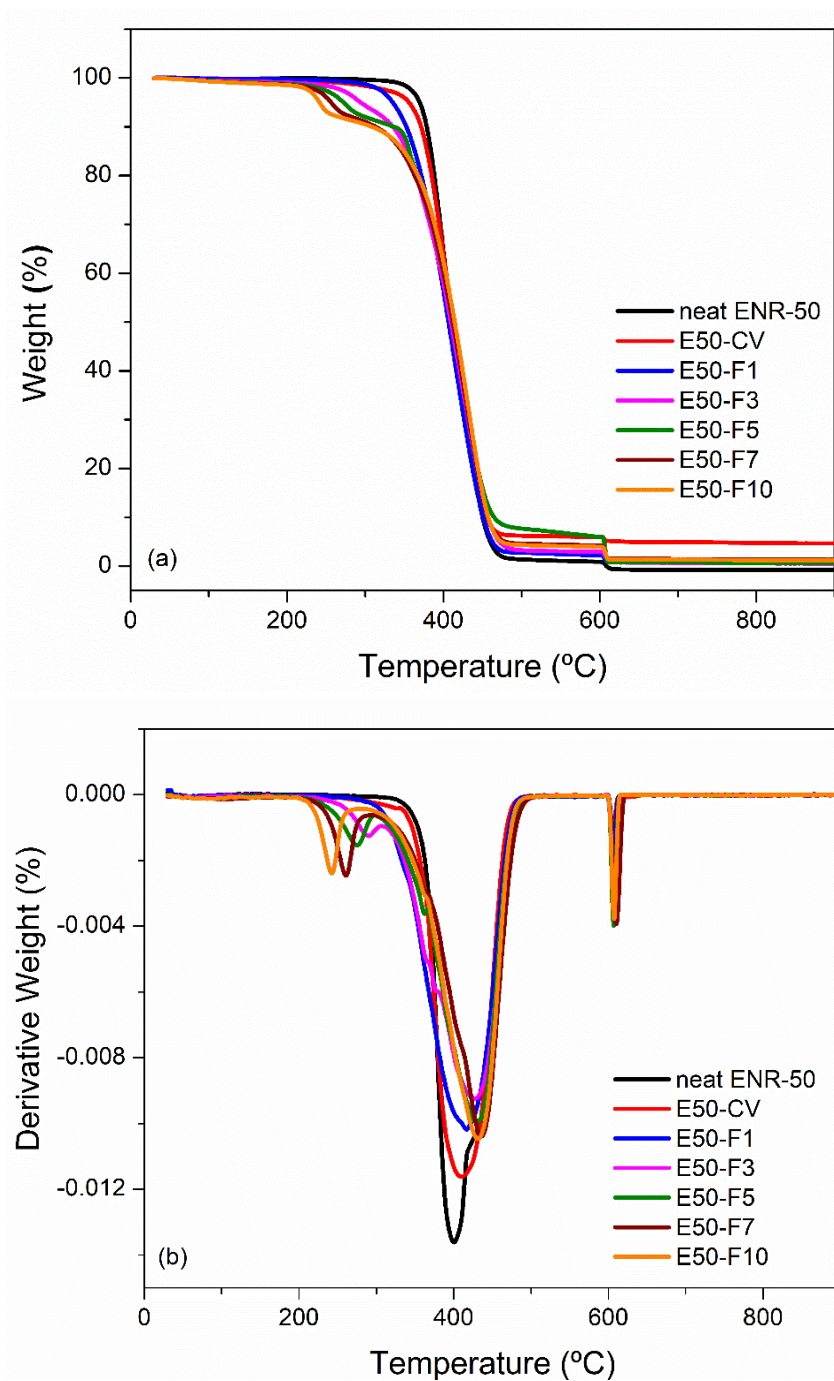 100
80
60
40
20
0
Weight (%)
neat ENR-50
E50-CV
E50-F1
E50-F3
E50-F5
E50-F7
E50-F10
(a)
0 200 400 600 800
Temperature (ºC)
0.000
-0.004
-0.008
-0.012
Derivative Weight (%)
neat ENR-50
E50-CV
E50-F1
E50-F3
E50-F5
E50-F7
E50-F10
(b)
0 200 400 600 800
Temperature (ºC)